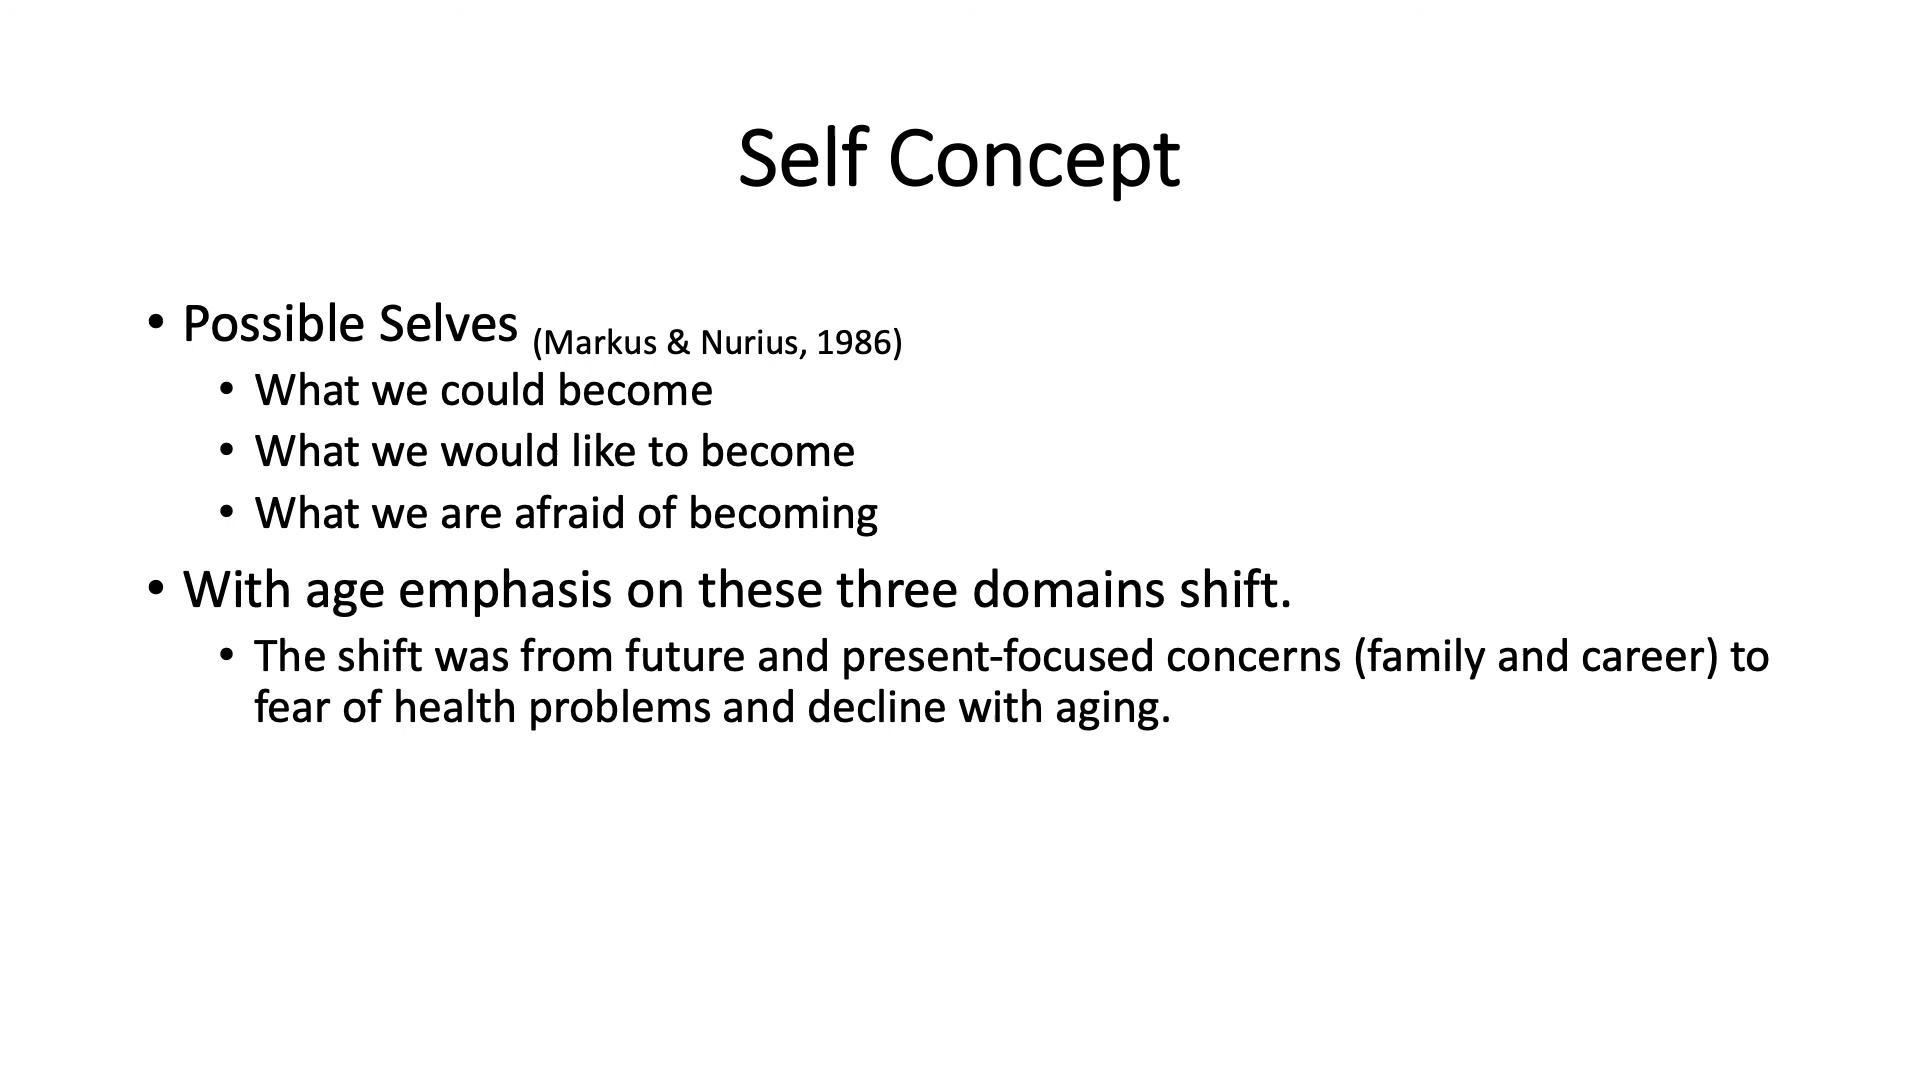 Self Concept
• Possible Selves (Markus & Nurius, 1986)
• What we could become
• What we would like to become
• What we are afraid of becoming
• With age emphasis on these three domains shift.
• The shift was from future and present-focused concerns (family and career) to
fear of health problems and decline with aging.